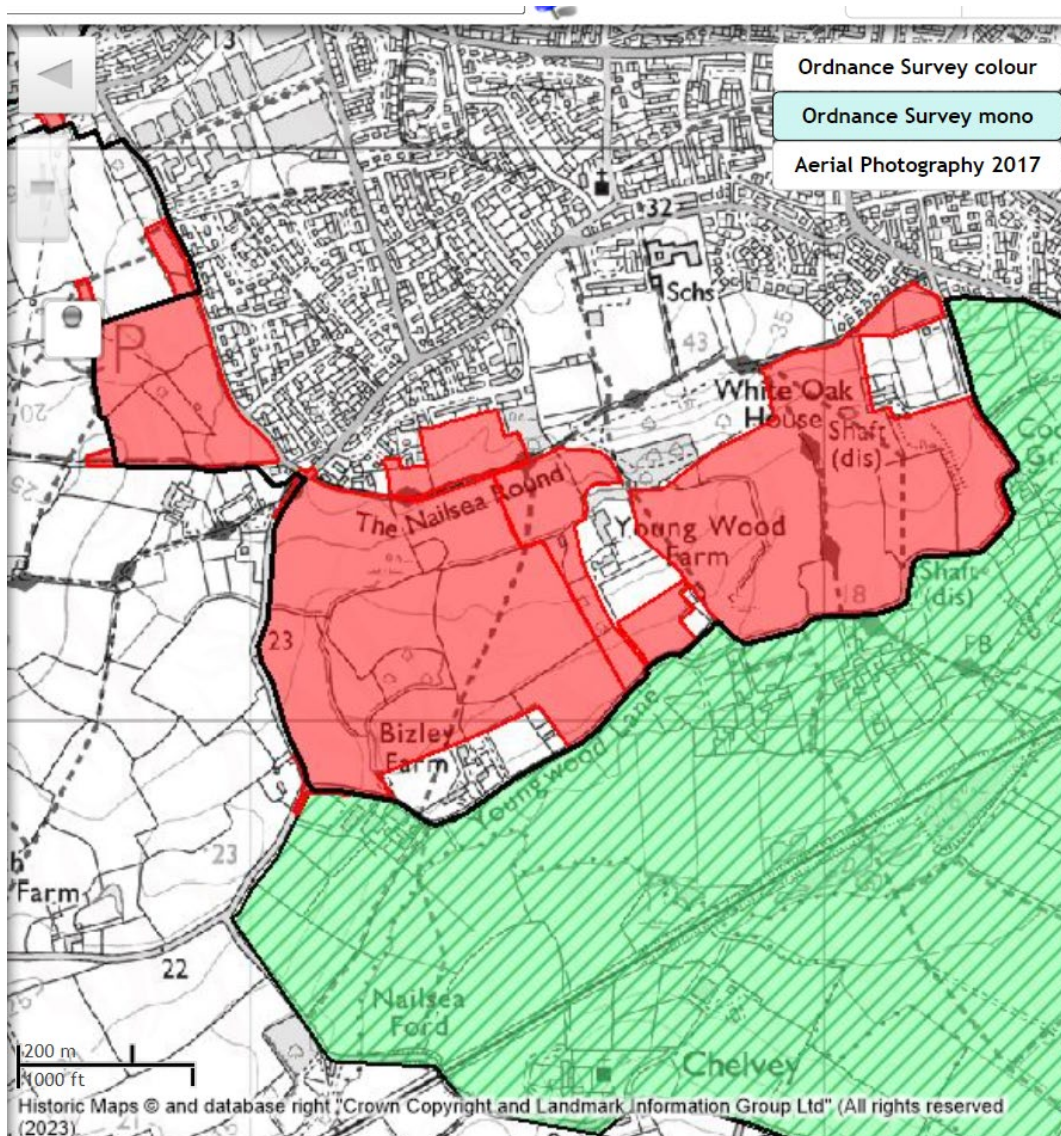 Ordnance Survey colour
Ordnance Survey mono
Aerial Photography 2017
13
32
Schs
35
43
P
20
White Oak
House
Shaft
(dis)
25
The Nailsea Round
Young Wood
Farm
Shaft
(dis)
18
23
FB
Bizley
Farm
Youngwood Lane
23
h
Farm
22
Nailsea
Ford
Chelvey
200 m
1000 ft
Historic Maps © and database right "Crown Copyright and Landmark Information Group Ltd" (All rights reserved
(2023)
21